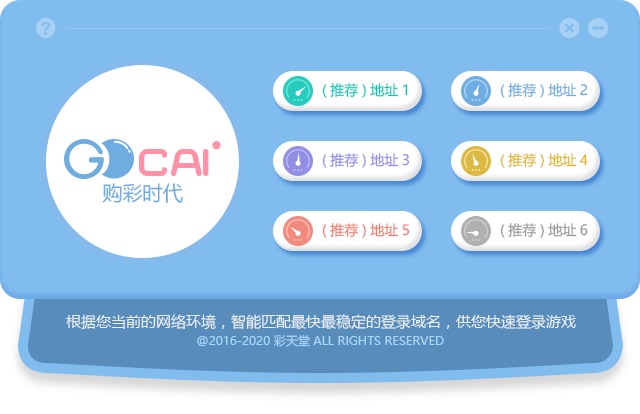 ?
GOCAI
购彩时代
(推荐) 地址 1
(推荐) 地址 2
(推荐) 地址 3
(推荐) 地址 4
(推荐) 地址 5
(推荐) 地址 6
根据您当前的网络环境，智能匹配最快最稳定的登录域名，供您快速登录游戏
@2016-2020 彩天堂 ALL RIGHTS RESERVED